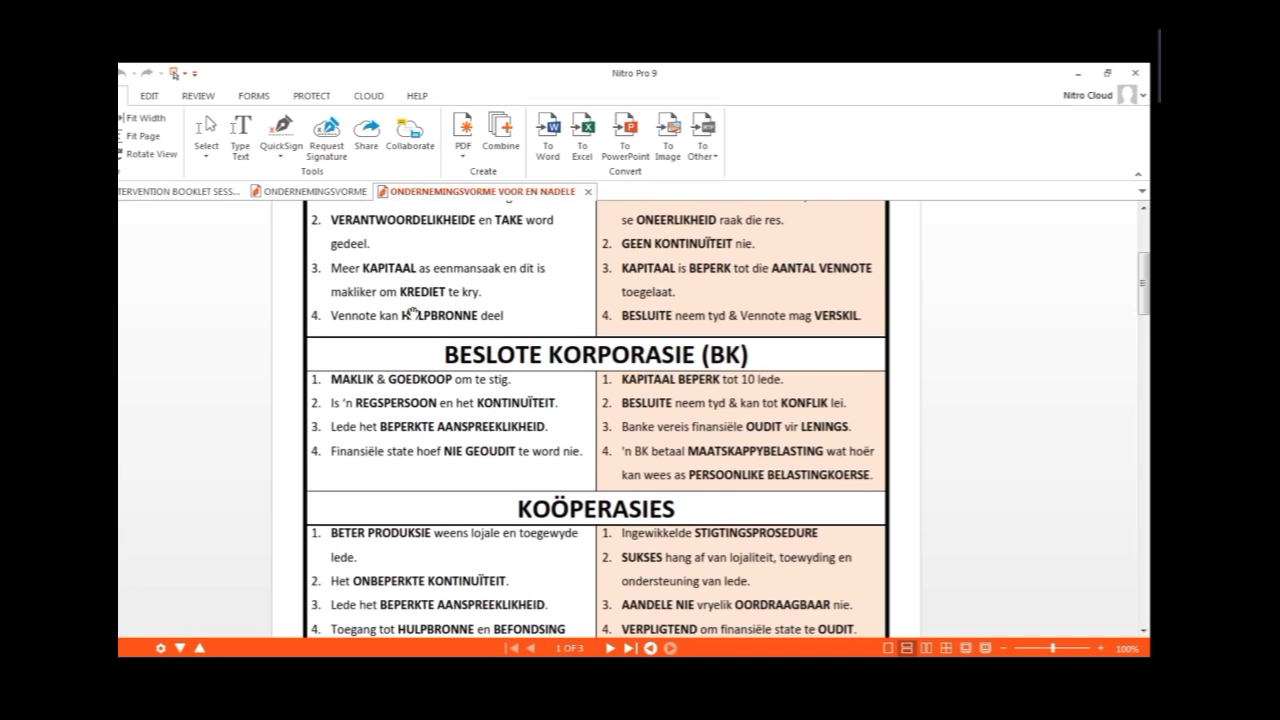 Nitro Pro 9
EDIT REVIEW FORMS PROTECT CLOUD HELP
Nitro Cloud
Fit Width
Fit Page
Rotate View
Select
Type Text
QuickSign
Request Signature
Share
Collaborate
Tools
PDF
Combine
Create
To Word
To Excel
To PowerPoint
To Image
To Other
Convert
TERVENTION BOOKLET SESS... ONDERNEMINGSVORME ONDERNEMINGSVORME VOOR EN NADELE
2. VERANTWOORDELIKHEIDE en TAKE word
gedeel.
3. Meer KAPITAAL as eenmansaak en dit is
makliker om KREDIET te kry.
4. Vennote kan HULPBRONNE deel
se ONEERLIKHEID raak die res.
2. GEEN KONTINUÏTEIT nie.
3. KAPITAAL is BEPERK tot die AANTAL VENNOTE
toegelaat.
4. BESLUITE neem tyd & Vennote mag VERSKIL.
BESLOTE KORPORASIE (BK)
1. MAKLIK & GOEDKOOP om te stig.
2. Is ‘n REGSPERSOON en het KONTINUÏTEIT.
3. Lede het BEPERKTE AANSPREEKLIKHEID.
4. Finansiële state hoef NIE GEOUDIT te word nie.
1. KAPITAAL BEPERK tot 10 lede.
2. BESLUITE neem tyd & kan tot KONFLIK lei.
3. Banke vereis finansiële OUDIT vir LENINGS.
4. 'n BK betaal MAATSKAPPYBELASTING wat hoër
kan wees as PERSOONLIKE BELASTINGKOERSE.
KOÖPERASIES
1. BETER PRODUKSIE weens lojale en toegewyde
lede.
2. Het ONBEPERKTE KONTINUÏTEIT.
3. Lede het BEPERKTE AANSPREEKLIKHEID.
4. Toegang tot HULPBRONNE en BEFONDSING
1. Ingewikkelde STIGTINGSPROSEDURE
2. SUKSES hang af van lojaliteit, toewyding en
ondersteuning van lede.
3. AANDELE NIE vryelik OORDRAAGBAAR nie.
4. VERPLIGTEND om finansiële state te OUDIT.
1 OF 3
100%